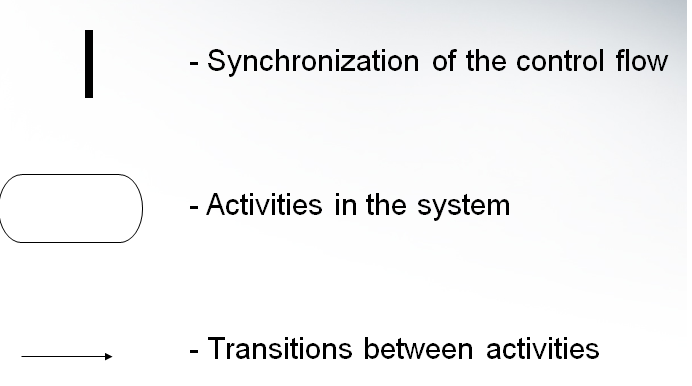 - Synchronization of the control flow
- Activities in the system
- Transitions between activities